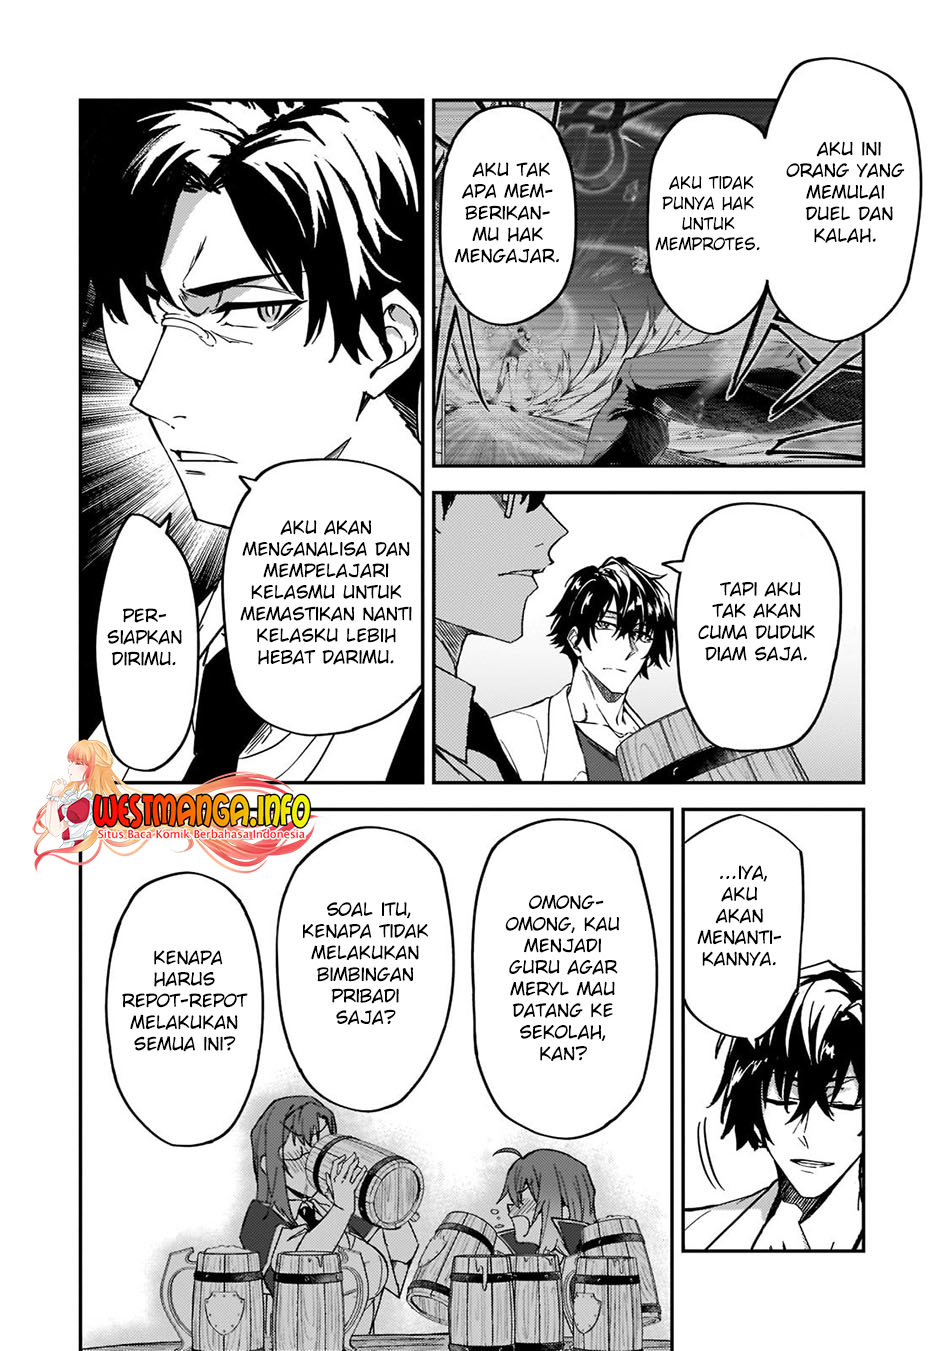 AKU INI
ORANG YANG
MEMULAI
DUEL DAN
KALAH.
AKU TIDAK
PUNYA HAK
UNTUK
MEMPROTES.
AKU TAK
APA MEM-
BERIKAN-
MU HAK
MENGAJAR.
TAPI AKU
TAK AKAN
CUMA DUDUK
DIAM SAJA.
AKU AKAN
MENGANALISA DAN
MEMPELAJARI
KELASMU UNTUK
MEMASTIKAN NANTI
KELASKU LEBIH
HEBAT DARIMU.
PER-
SIAPKAN
DIRIMU.
WESTMANGA.INFO
Situs Baca Komik Berbahasa Indonesia
...IYA,
AKU
AKAN
MENANTI-
KANNYA.
OMONG-
OMONG, KAU
MENJADI
GURU AGAR
MERYL MAU
DATANG KE
SEKOLAH,
KAN?
SOAL ITU,
KENAPA TIDAK
MELAKUKAN
BIMBINGAN
PRIBADI
SAJA?
KENAPA
HARUS
REPOT-REPOT
MELAKUKAN
SEMUA INI?